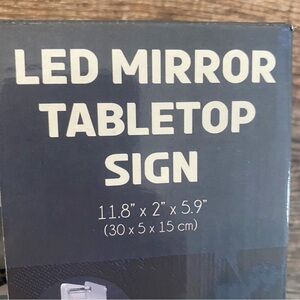 LED MIRROR
TABLETOP
SIGN
11.8" x 2" x 5.9"
(30 x 5 x 15 cm)